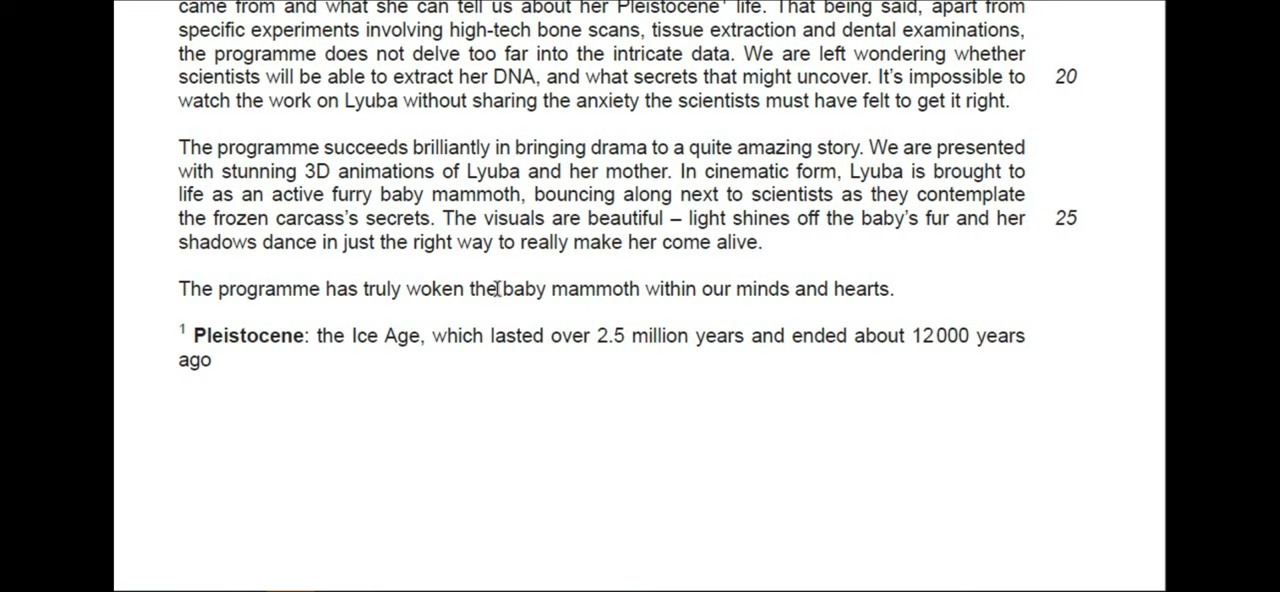 came from and what she can tell us about her Pleistocene¹ life. That being said, apart from
specific experiments involving high-tech bone scans, tissue extraction and dental examinations,
the programme does not delve too far into the intricate data. We are left wondering whether
scientists will be able to extract her DNA, and what secrets that might uncover. It's impossible to 20
watch the work on Lyuba without sharing the anxiety the scientists must have felt to get it right.
The programme succeeds brilliantly in bringing drama to a quite amazing story. We are presented
with stunning 3D animations of Lyuba and her mother. In cinematic form, Lyuba is brought to
life as an active furry baby mammoth, bouncing along next to scientists as they contemplate
the frozen carcass's secrets. The visuals are beautiful – light shines off the baby's fur and her 25
shadows dance in just the right way to really make her come alive.
The programme has truly woken the baby mammoth within our minds and hearts.
¹ Pleistocene: the Ice Age, which lasted over 2.5 million years and ended about 12 000 years
ago